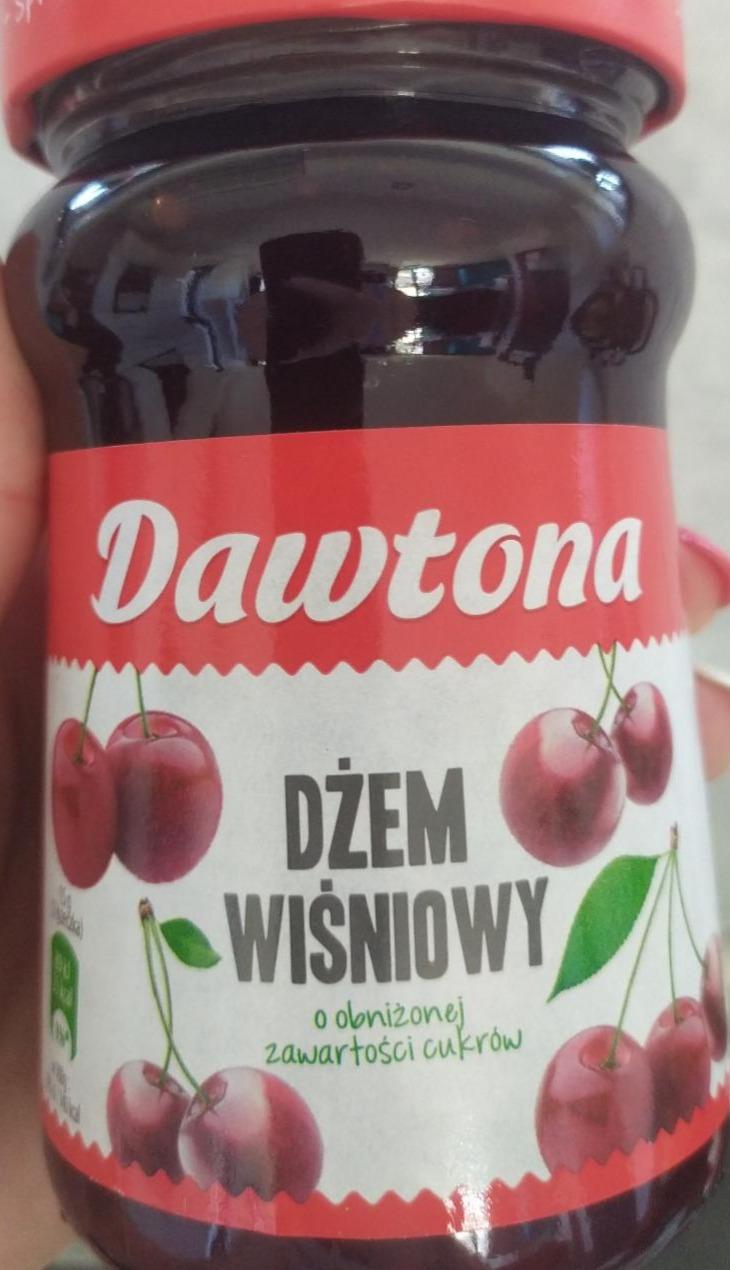 Dawtona
DŻEM
WIŚNIOWY
o obniżonej
zawartości cukrów